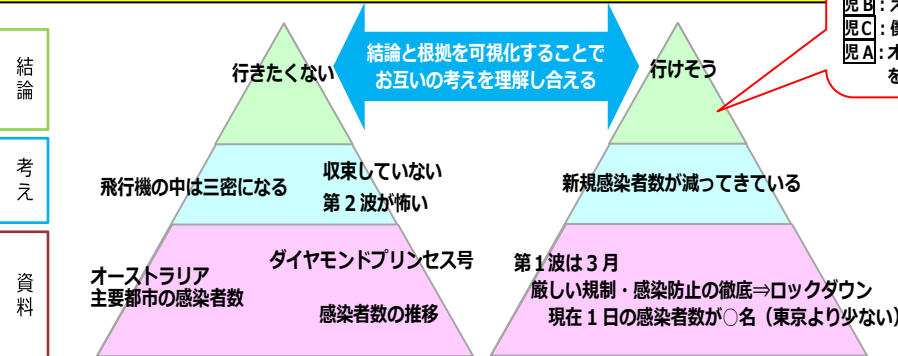 児B：
児C：
児A：
結論
行きたくない
結論と根拠を可視化することで
お互いの考えを理解し合える
行けそう
考え
飛行機の中は三密になる
収束していない
第２波が怖い
新規感染者数が減ってきている
資料
オーストラリア
主要都市の感染者数
ダイヤモンドプリンセス号
感染者数の推移
第１波は３月
厳しい規制・感染防止の徹底⇒ロックダウン
現在１日の感染者数が○名（東京より少ない）